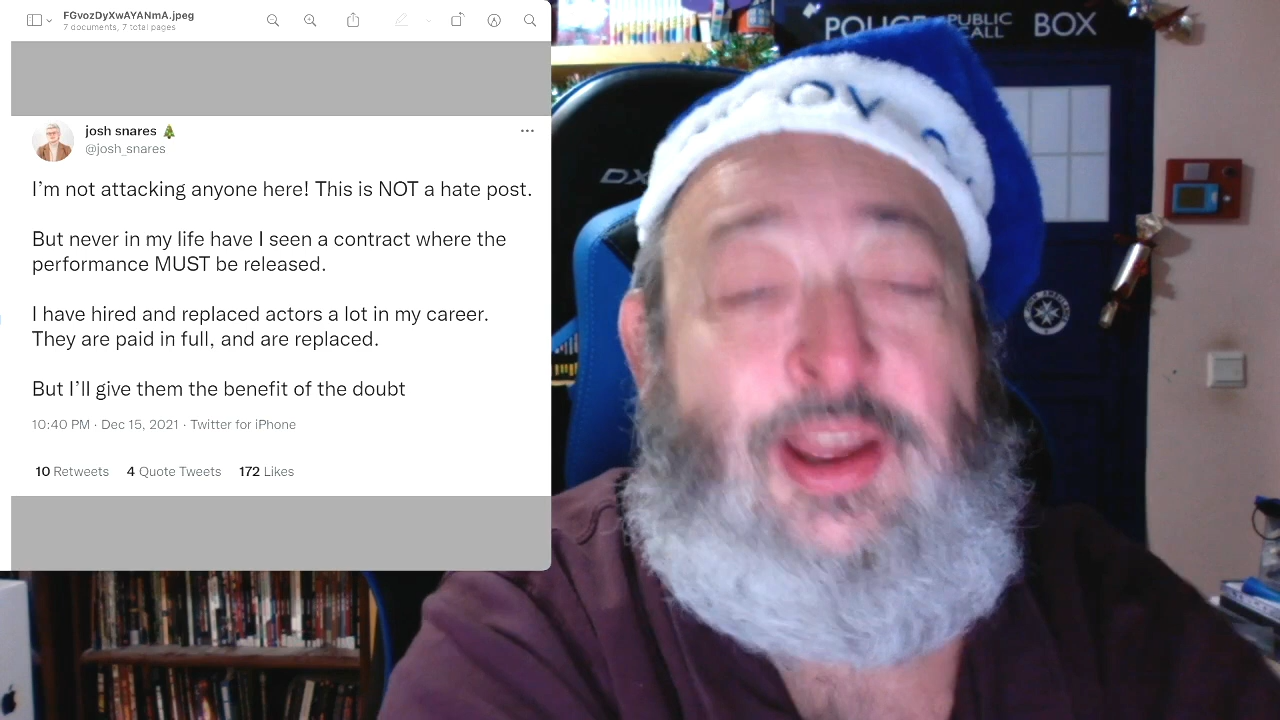 FGvozDyXwAYANmA.jpeg
7 documents, 7 total pages
josh snares
@josh_snares
I'm not attacking anyone here! This is NOT a hate post.
But never in my life have I seen a contract where the
performance MUST be released.
I have hired and replaced actors a lot in my career.
They are paid in full, and are replaced.
But I'll give them the benefit of the doubt
10:40 PM · Dec 15, 2021 · Twitter for iPhone
10 Retweets 4 Quote Tweets 172 Likes
POLICE PUBLIC CALL BOX
DX